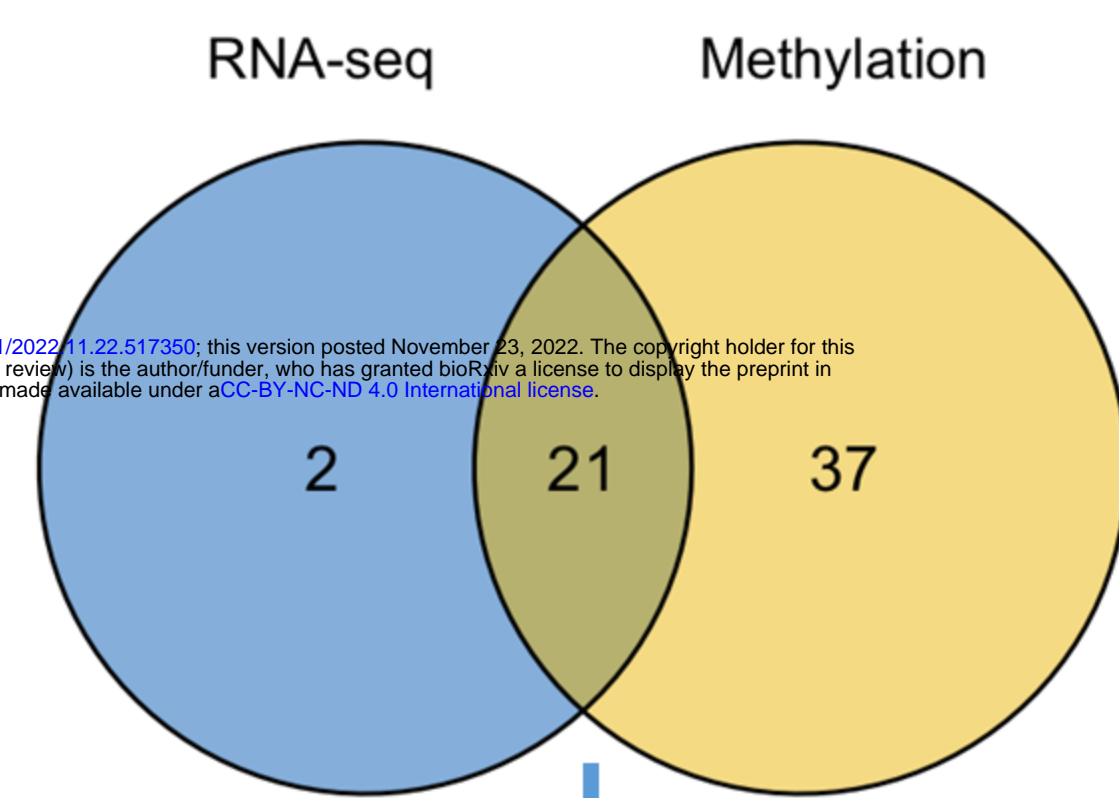 RNA-seq Methylation
1/2022.11.22.517350; this version posted November 23, 2022. The copyright holder for this
review) is the author/funder, who has granted bioRxiv a license to display the preprint in
made available under aCC-BY-NC-ND 4.0 International license.
2 21 37